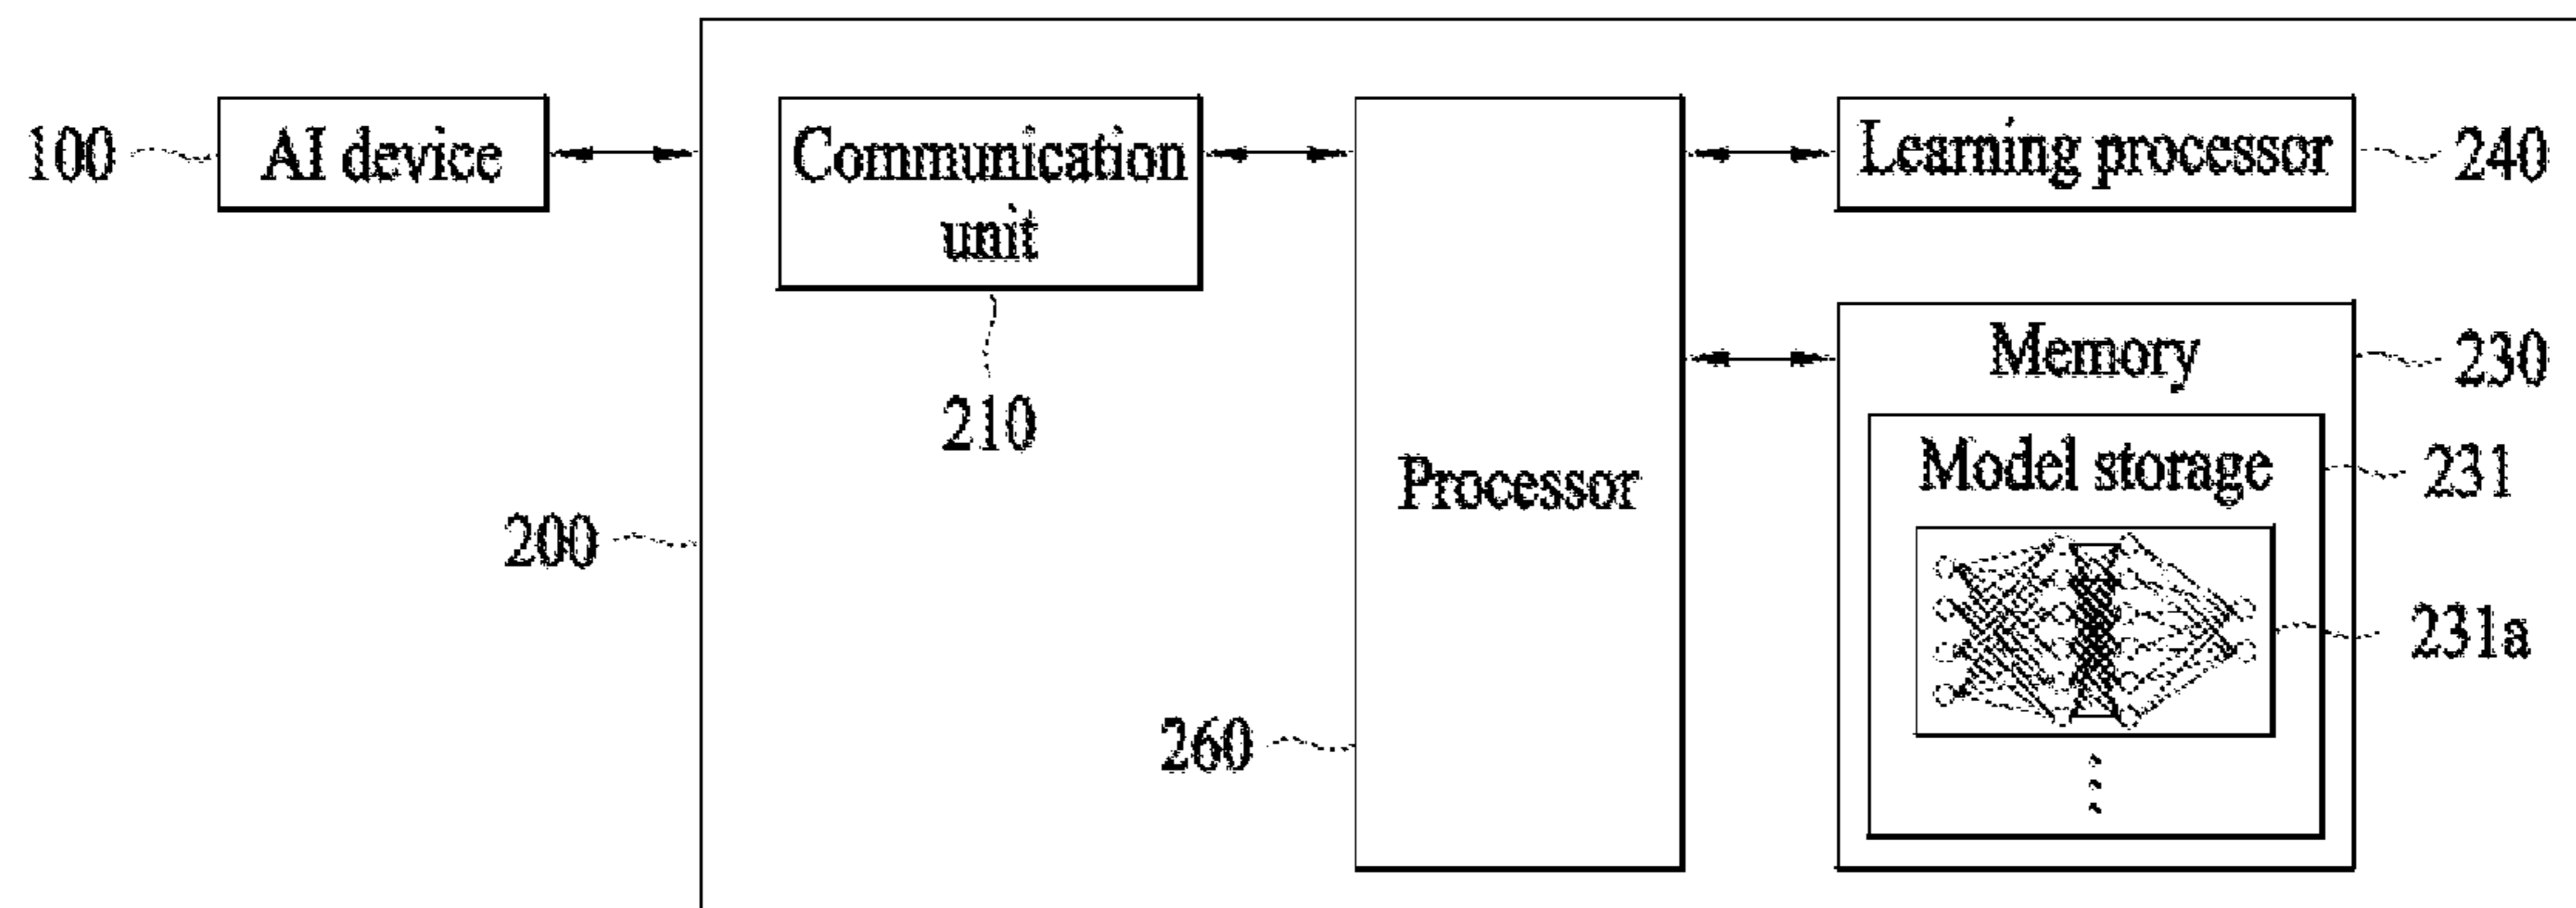 100
AI device
Communication
unit
210
200
Processor
260
Learning processor
240
Memory
230
Model storage
231
231a